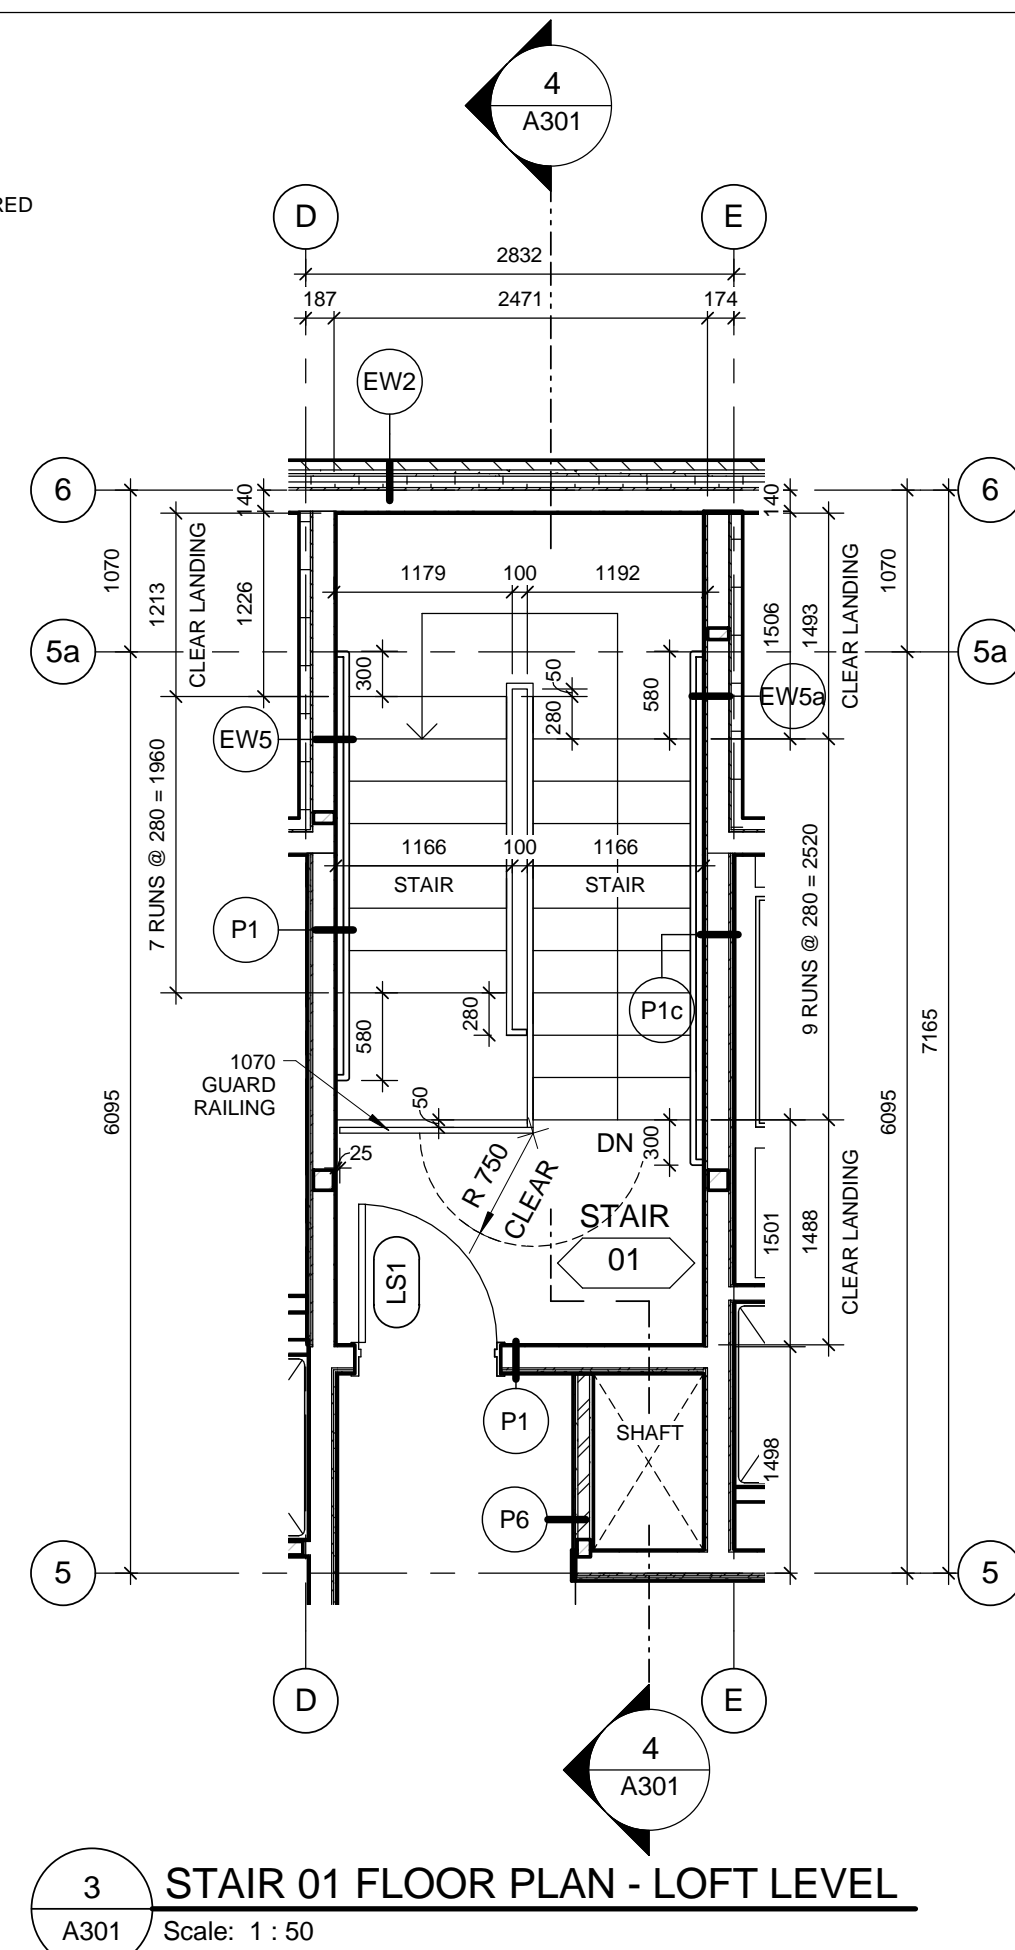 4
A301
RED
D
E
2832
187
2471
174
EW2
6
6
140
140
1070
1213
CLEAR LANDING
1226
1179
100
1192
1506
1493
CLEAR LANDING
1070
5a
5a
300
50
280
580
EW5
EW5a
7 RUNS @ 280 = 1960
1166
100
1166
STAIR
STAIR
9 RUNS @ 280 = 2520
P1
P1c
280
580
7165
1070
GUARD
RAILING
50
6095
6095
25
R 750
CLEAR
DN
300
STAIR
01
1501
1488
CLEAR LANDING
LS1
P1
SHAFT
1498
P6
5
5
D
E
4
A301
3
A301
STAIR 01 FLOOR PLAN - LOFT LEVEL
Scale: 1 : 50